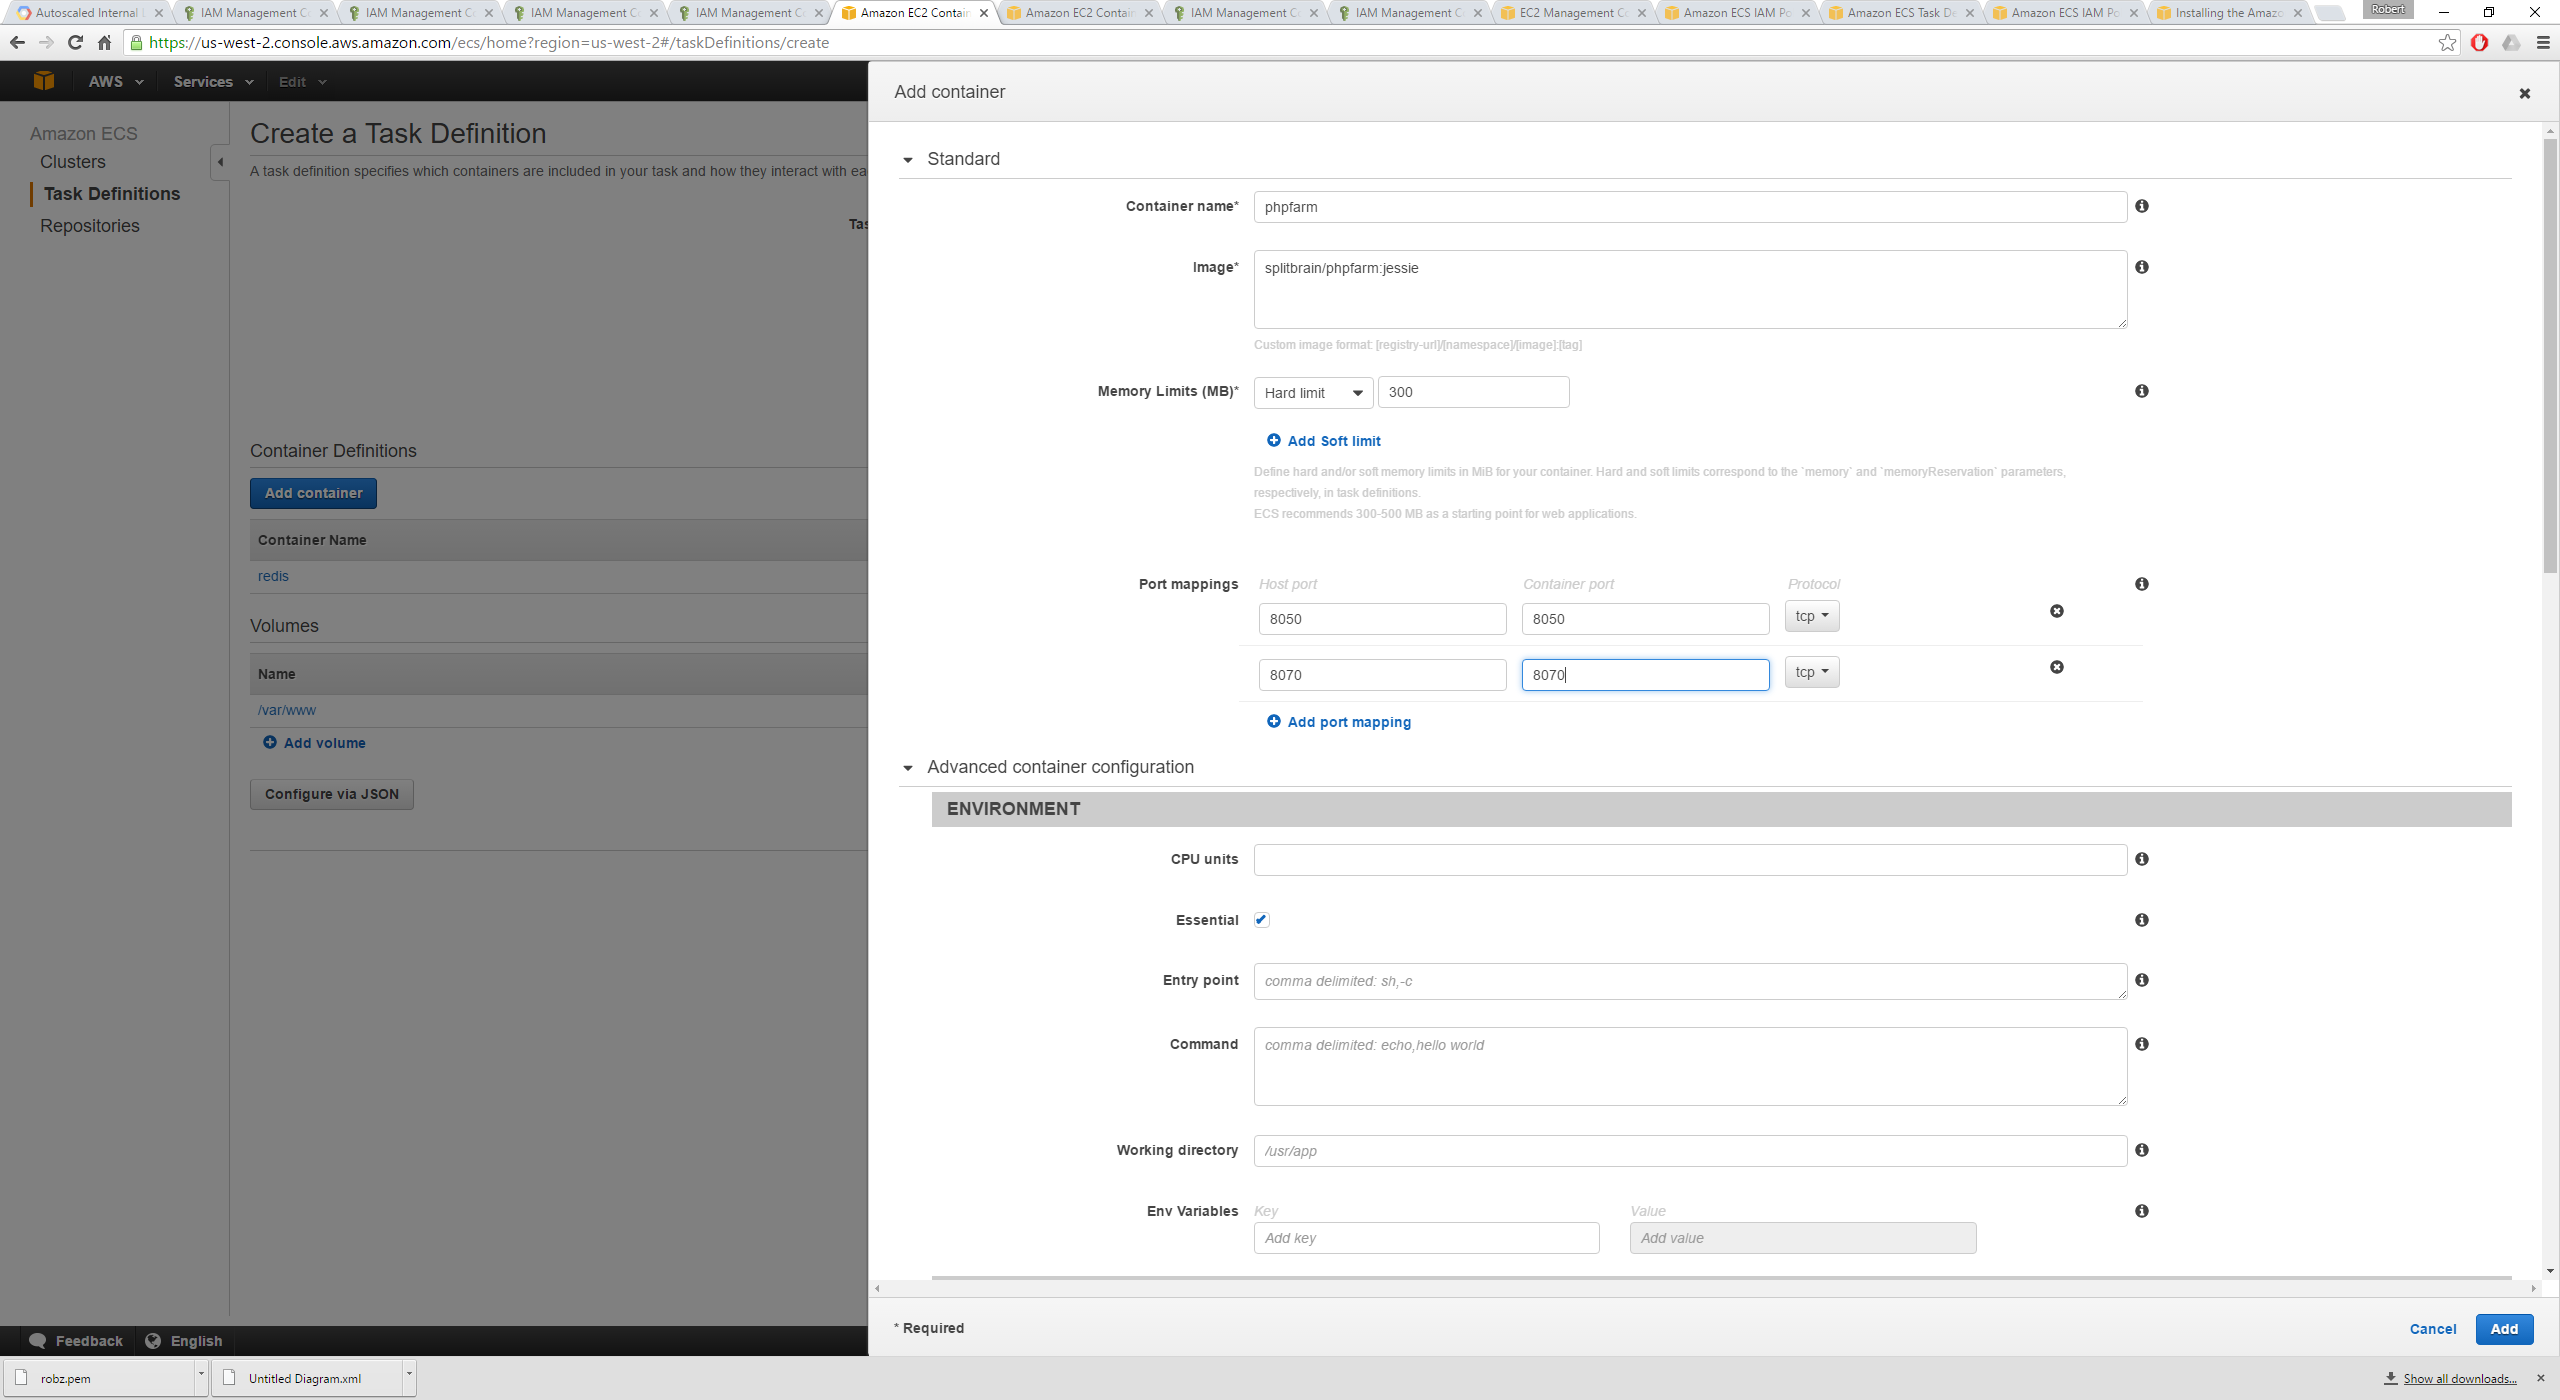 Autoscaled Internal
IAM Management C
IAM Management C
IAM Management C
IAM Management C
Amazon EC2 Contain
Amazon EC2 Contain
IAM Management C
IAM Management C
EC2 Management C
Amazon ECS IAM Po
Amazon ECS Task De
Amazon ECS IAM Po
Installing the Amazo
Robert
https://us-west-2.console.aws.amazon.com/ecs/home?region=us-west-2#/taskDefinitions/create
AWS
Services
Edit
Amazon ECS
Clusters
Task Definitions
Repositories
Create a Task Definition
A task definition specifies which containers are included in your task and how they interact with ea
Tas
Container Definitions
Add container
Container Name
redis
Volumes
Name
/var/www
Add volume
Configure via JSON
Add container
Standard
Container name*
phpfarm
Image*
splitbrain/phpfarm:jessie
Custom image format: [registry-url]/[namespace]/[image]:[tag]
Memory Limits (MB)*
Hard limit
300
Add Soft limit
Define hard and/or soft memory limits in MiB for your container. Hard and soft limits correspond to the `memory` and `memoryReservation` parameters,
respectively, in task definitions.
ECS recommends 300-500 MB as a starting point for web applications.
Port mappings
Host port
Container port
Protocol
8050
8050
tcp
8070
8070
tcp
Add port mapping
Advanced container configuration
ENVIRONMENT
CPU units
Essential
Entry point
comma delimited: sh,-c
Command
comma delimited: echo,hello world
Working directory
/usr/app
Env Variables
Key
Value
Add key
Add value
* Required
Cancel
Add
Feedback
English
robz.pem
Untitled Diagram.xml
Show all downloads...